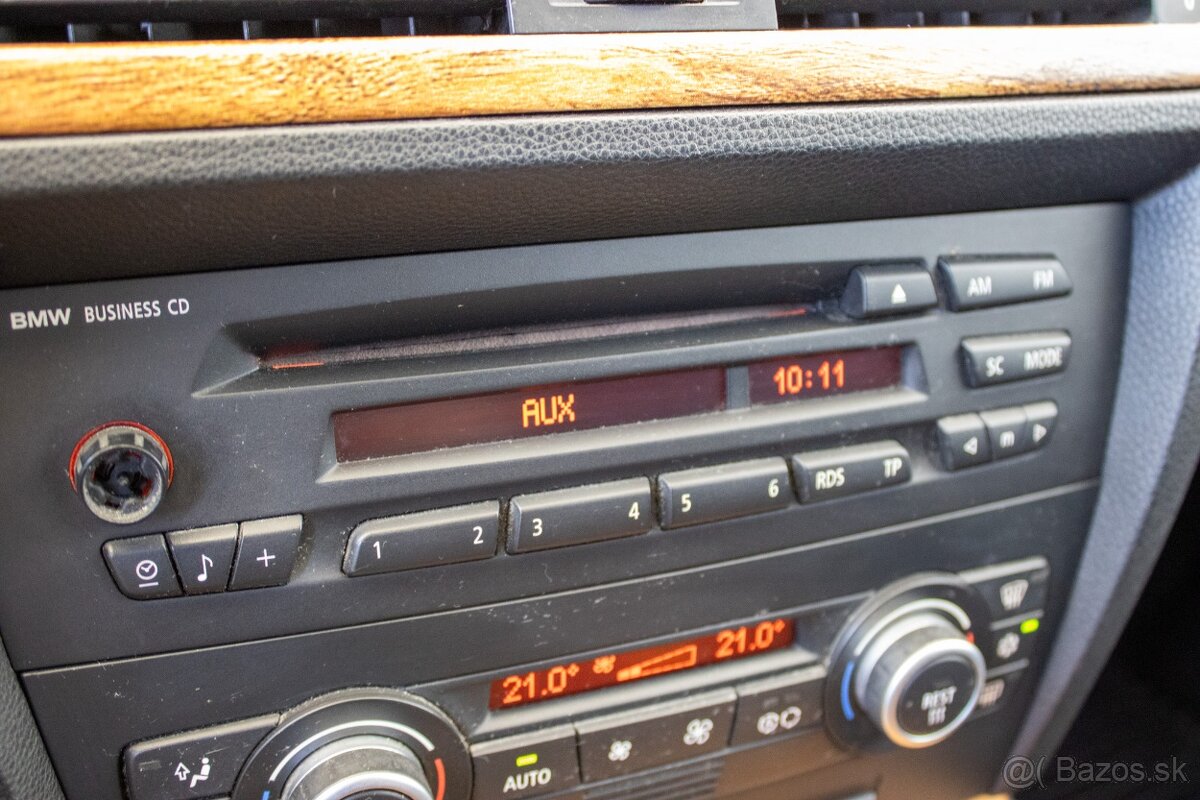 BMW BUSINESS CD
AM FM
SC MODE
AUX 10:11
m
1 2 3 4 5 6 RDS TP
21.0° 21.0°
REST
AUTO
@( Bazos.sk